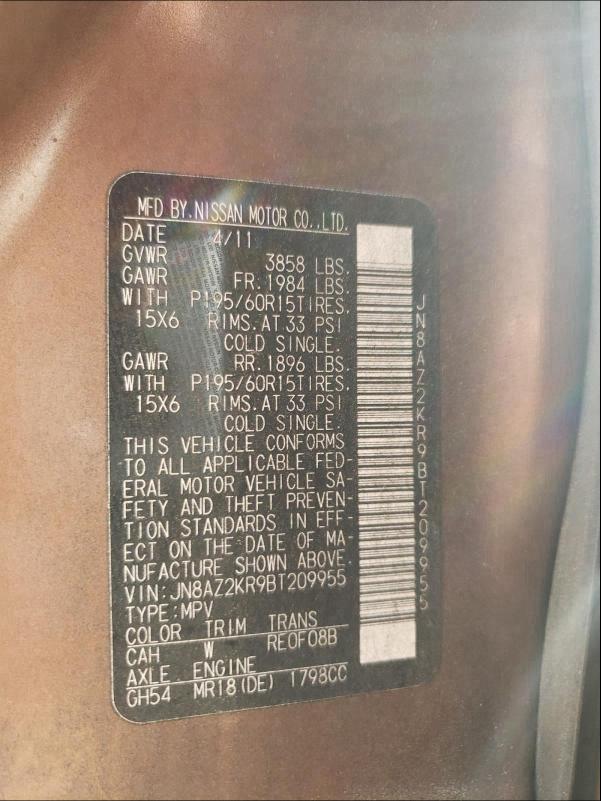 MFD BY NISSAN MOTOR CO.,LTD.
DATE 4/11
GVWR 3858 LBS.
GAWR FR.1984 LBS.
WITH P195/60R15TIRES.
15X6 RIMS.AT 33 PSI
COLD SINGLE.
GAWR RR.1896 LBS.
WITH P195/60R15TIRES.
15X6 RIMS.AT 33 PSI
COLD SINGLE.
THIS VEHICLE CONFORMS
TO ALL APPLICABLE FED-
ERAL MOTOR VEHICLE SA-
FETY AND THEFT PREVEN-
TION STANDARDS IN EFF-
ECT ON THE DATE OF MA-
NUFACTURE SHOWN ABOVE.
VIN:JN8AZ2KR9BT209955
TYPE:MPV
COLOR TRIM TRANS
CAH W RE0F08B
AXLE ENGINE
GH54 MR18(DE) 1798CC
JN8AZ2KR9BT209955